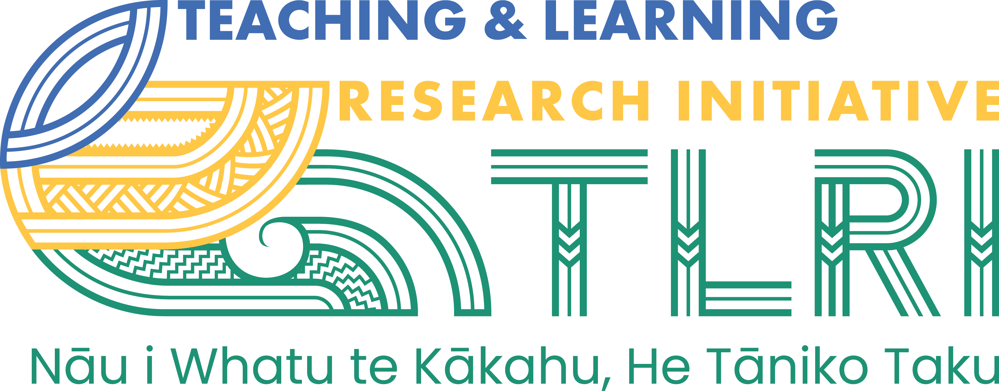 TEACHING & LEARNING
RESEARCH INITIATIVE
TLRI
Nāu i Whatu te Kākahu, He Tāniko Taku